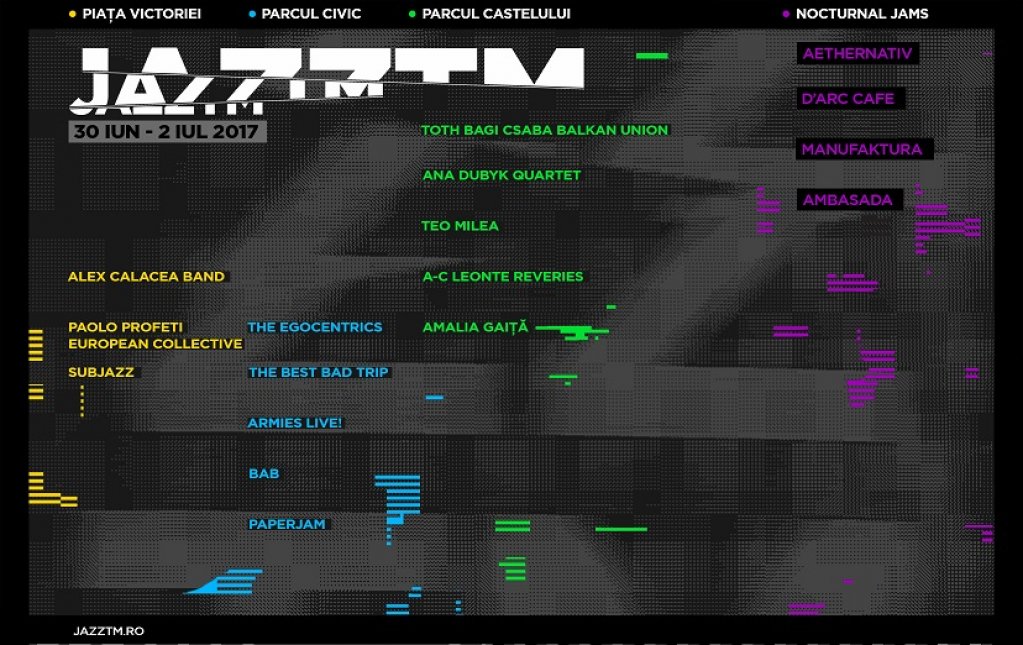 PIAȚA VICTORIEI
PARCUL CIVIC
PARCUL CASTELULUI
NOCTURNAL JAMS
JAZZTM
JAZZTM
30 IUN - 2 IUL 2017
ALEX CALACEA BAND
PAOLO PROFETI
EUROPEAN COLLECTIVE
SUBJAZZ
THE EGOCENTRICS
THE BEST BAD TRIP
ARMIES LIVE!
BAB
PAPERJAM
TOTH BAGI CSABA BALKAN UNION
ANA DUBYK QUARTET
TEO MILEA
A-C LEONTE REVERIES
AMALIA GAIȚĂ
AETHERNATIV
D'ARC CAFE
MANUFAKTURA
AMBASADA
JAZZTM.RO